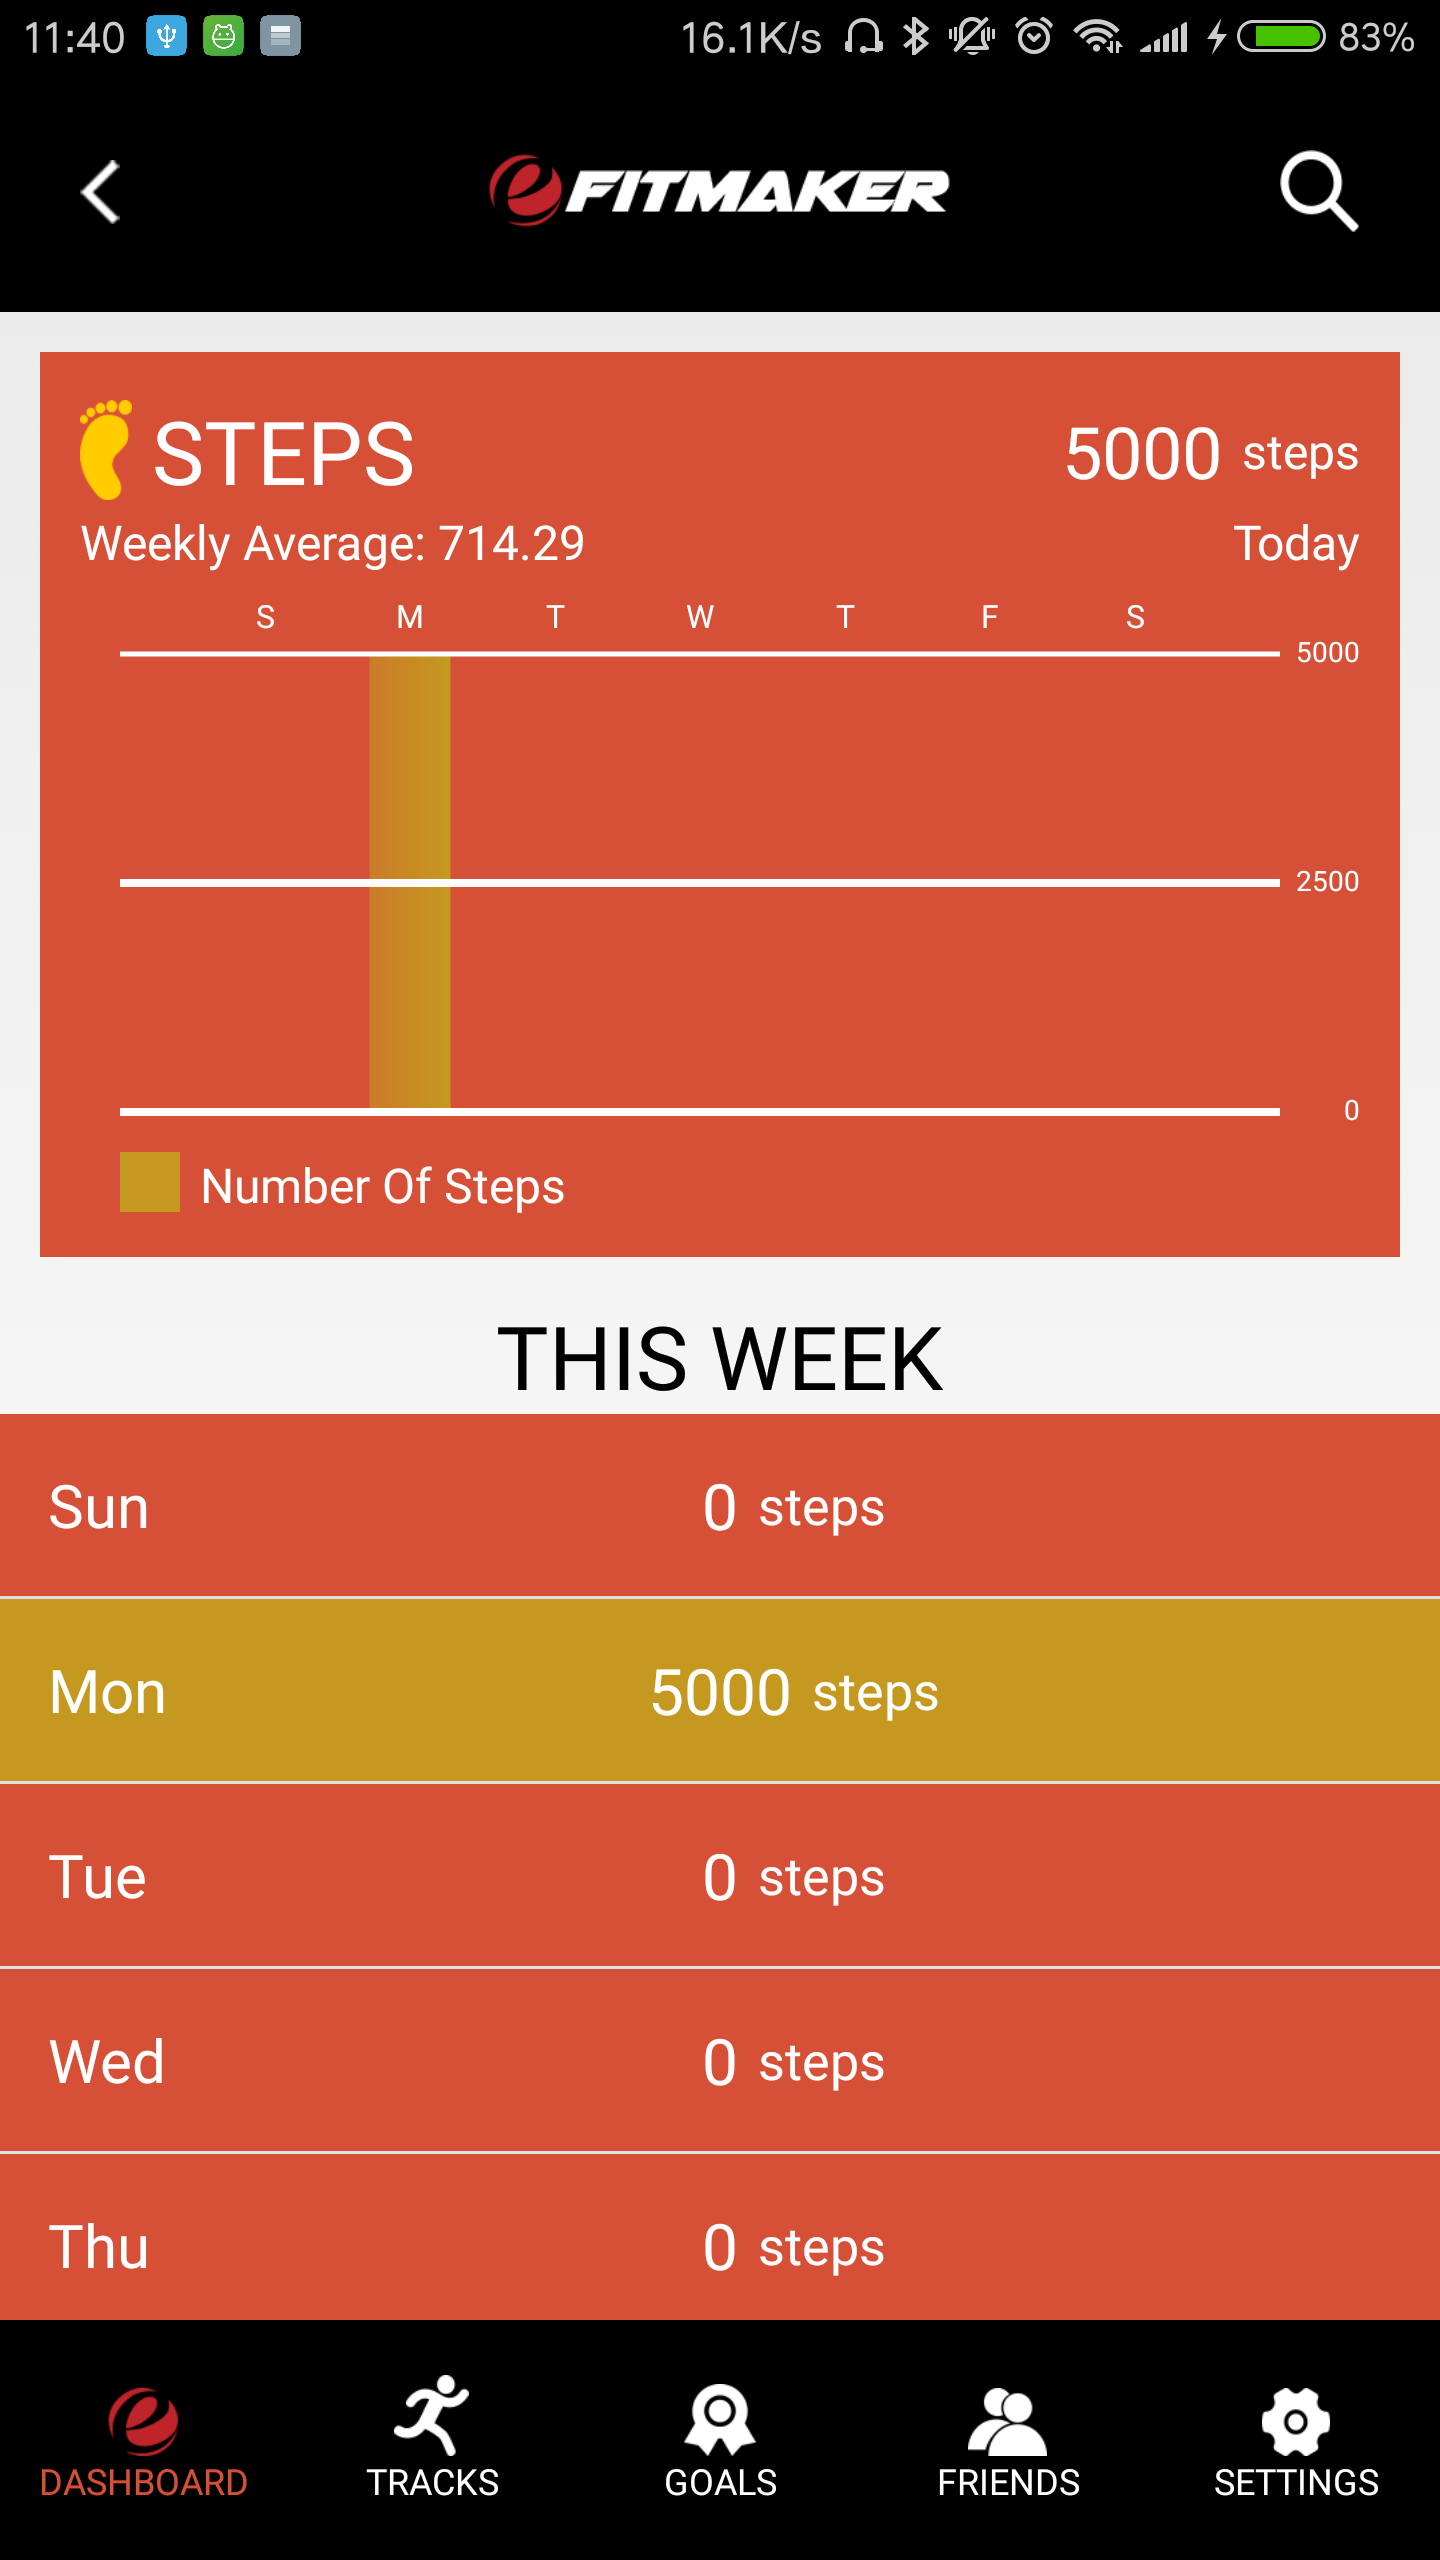 11:40 16.1K/s 83%
FITMAKER
STEPS 5000 steps
Weekly Average: 714.29 Today
S M T W T F S
5000
2500
0
Number Of Steps
THIS WEEK
Sun 0 steps
Mon 5000 steps
Tue 0 steps
Wed 0 steps
Thu 0 steps
DASHBOARD TRACKS GOALS FRIENDS SETTINGS